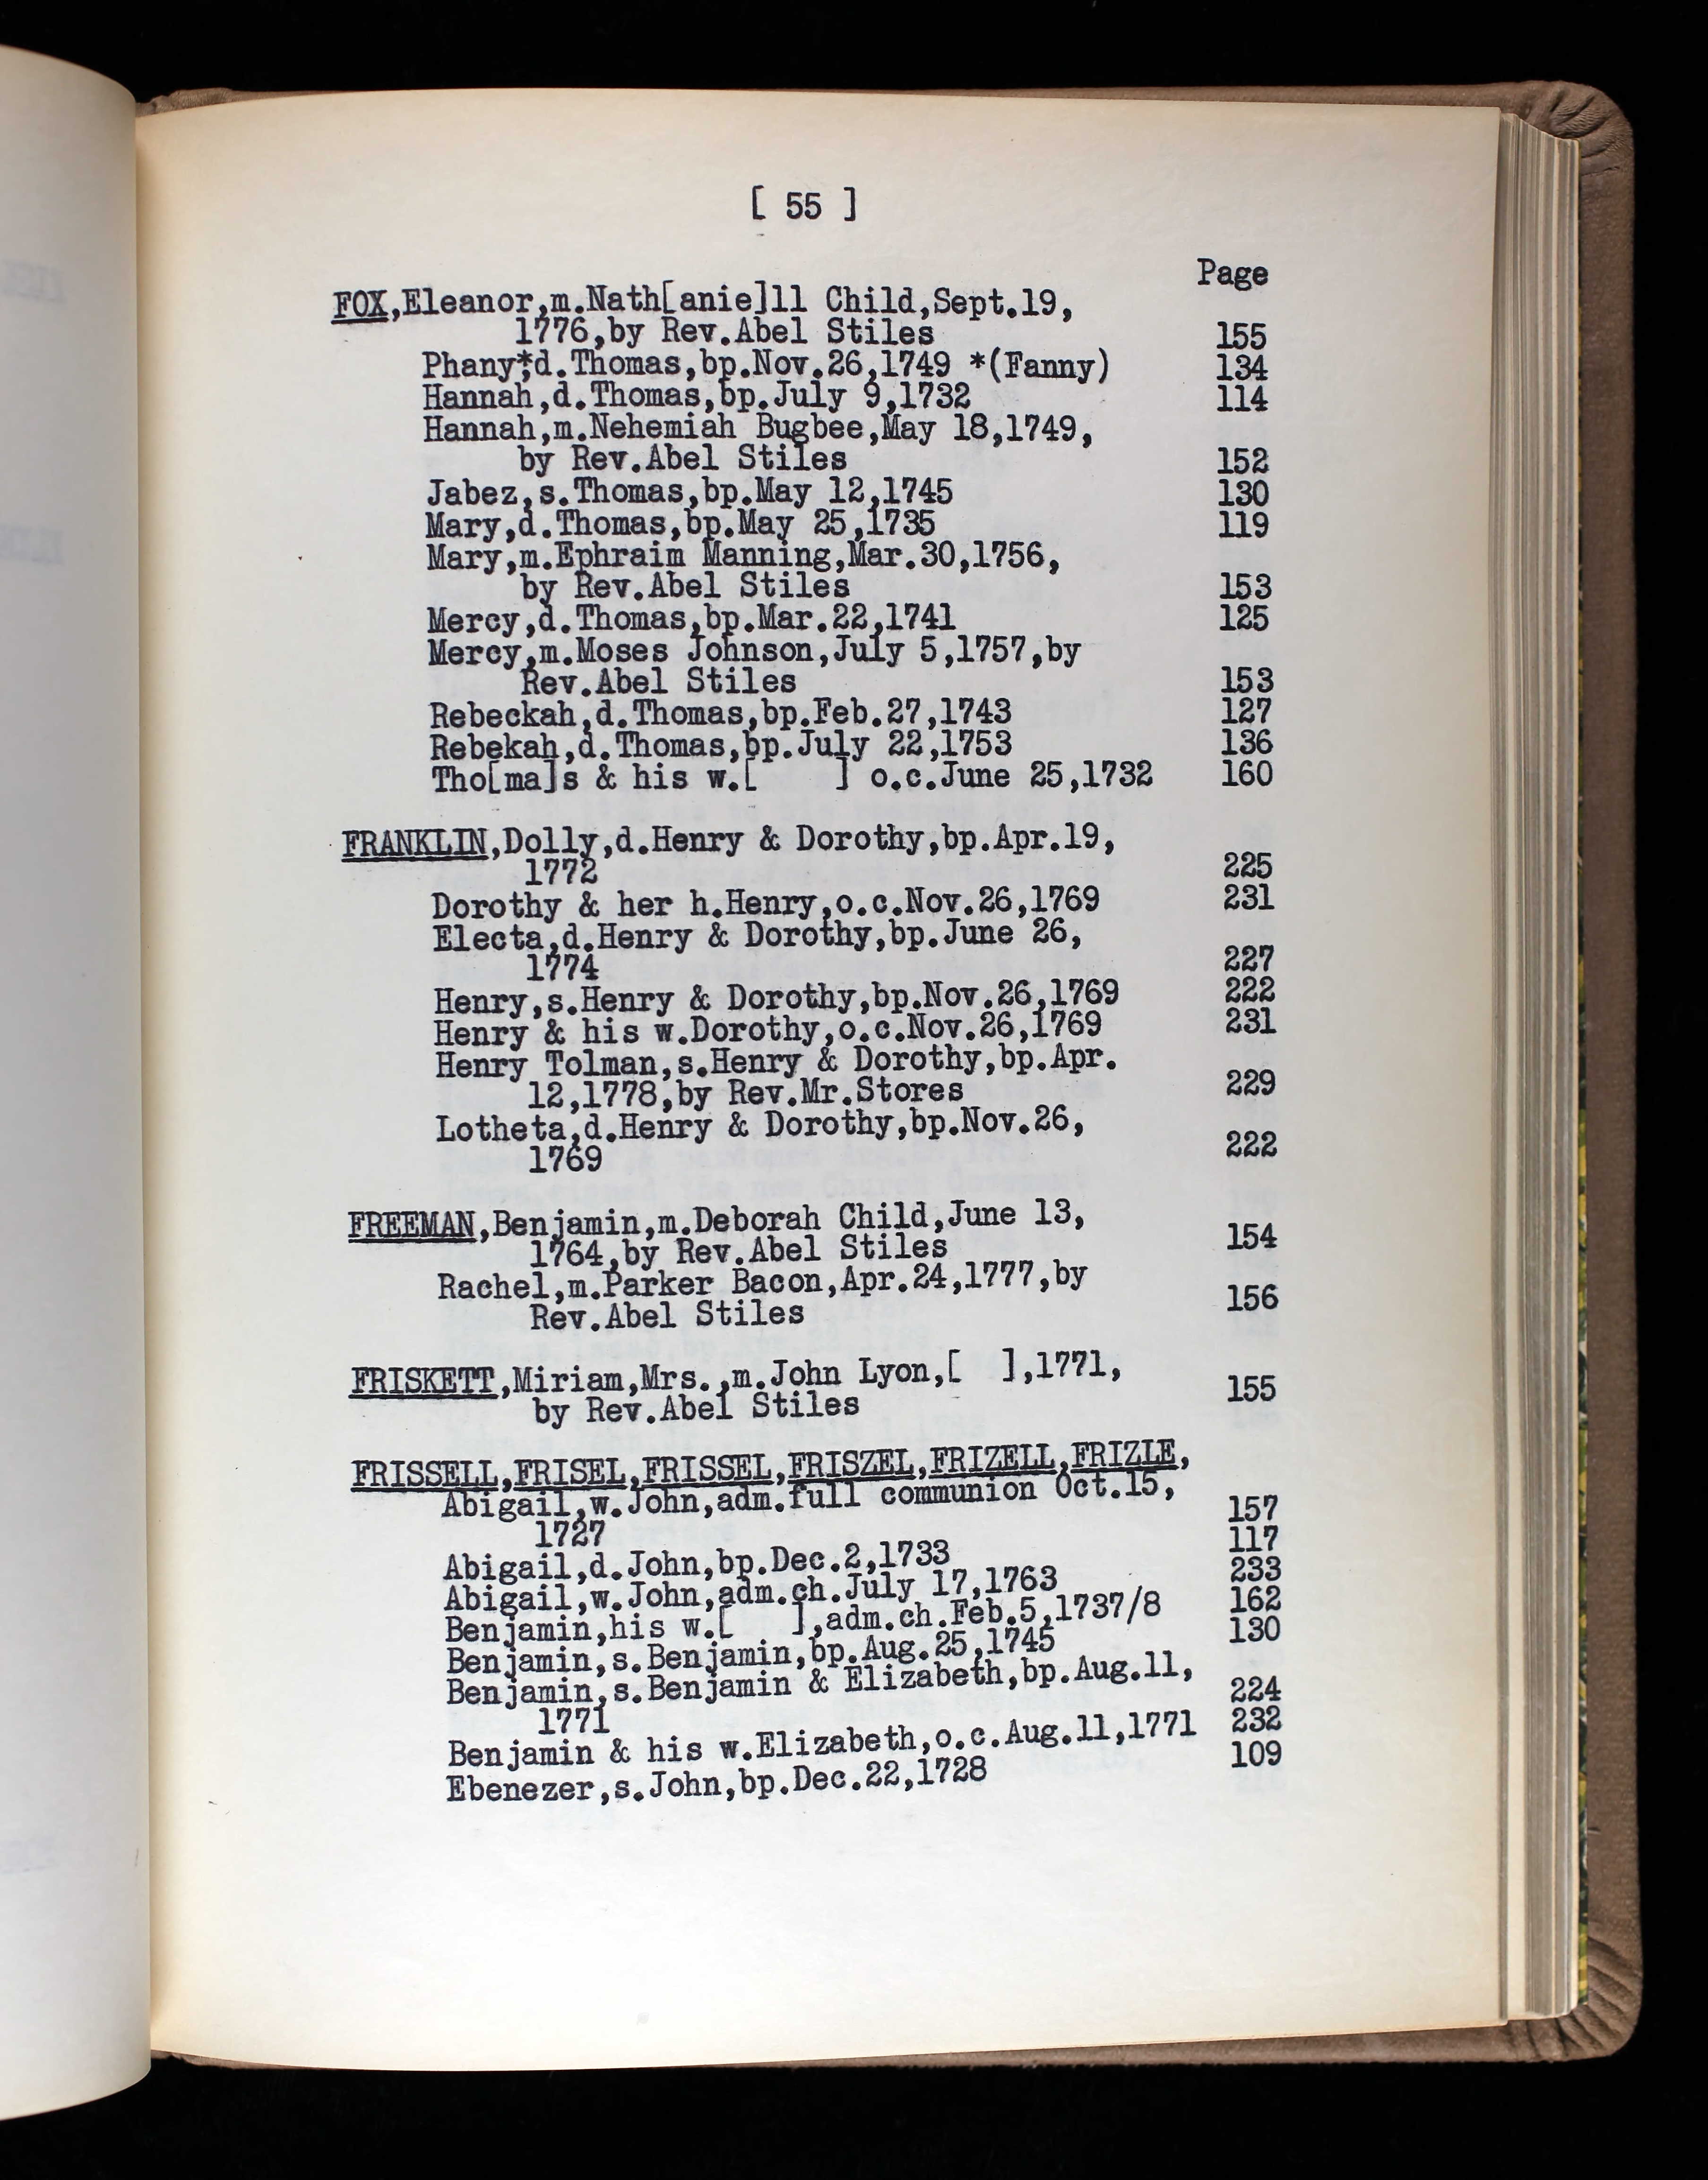 [ 55 ]
Page
FOX,Eleanor,m.Nath[anie]ll Child,Sept.19,
1776,by Rev.Abel Stiles 155
Phany*,d.Thomas,bp.Nov.26,1749 *(Fanny) 134
Hannah,d.Thomas,bp.July 9,1732 114
Hannah,m.Nehemiah Bugbee,May 18,1749,
by Rev.Abel Stiles 152
Jabez,s.Thomas,bp.May 12,1745 130
Mary,d.Thomas,bp.May 25,1735 119
Mary,m.Ephraim Manning,Mar.30,1756,
by Rev.Abel Stiles 153
Mercy,d.Thomas,bp.Mar.22,1741 125
Mercy,m.Moses Johnson,July 5,1757,by
Rev.Abel Stiles 153
Rebeckah,d.Thomas,bp.Feb.27,1743 127
Rebekah,d.Thomas,bp.July 22,1753 136
Tho[ma]s & his w.[ ] o.c.June 25,1732 160
FRANKLIN,Dolly,d.Henry & Dorothy,bp.Apr.19,
1772 225
Dorothy & her h.Henry,o.c.Nov.26,1769 231
Electa,d.Henry & Dorothy,bp.June 26,
1774 227
Henry,s.Henry & Dorothy,bp.Nov.26,1769 222
Henry & his w.Dorothy,o.c.Nov.26,1769 231
Henry Tolman,s.Henry & Dorothy,bp.Apr.
12,1778,by Rev.Mr.Stores 229
Lotheta,d.Henry & Dorothy,bp.Nov.26,
1769 222
FREEMAN,Benjamin,m.Deborah Child,June 13,
1764,by Rev.Abel Stiles 154
Rachel,m.Parker Bacon,Apr.24,1777,by
Rev.Abel Stiles 156
FRISKETT,Miriam,Mrs.,m.John Lyon,[ ],1771,
by Rev.Abel Stiles 155
FRISSELL,FRISEL,FRISSEL,FRISZEL,FRIZELL,FRIZLE,
Abigail,w.John,adm.full communion Oct.15,
1727 157
Abigail,d.John,bp.Dec.2,1733 117
Abigail,w.John,adm.ch.July 17,1763 233
Benjamin,his w.[ ],adm.ch.Feb.5,1737/8 162
Benjamin,s.Benjamin,bp.Aug.25,1745 130
Benjamin,s.Benjamin & Elizabeth,bp.Aug.11,
1771 224
Benjamin & his w.Elizabeth,o.c.Aug.11,1771 232
Ebenezer,s.John,bp.Dec.22,1728 109